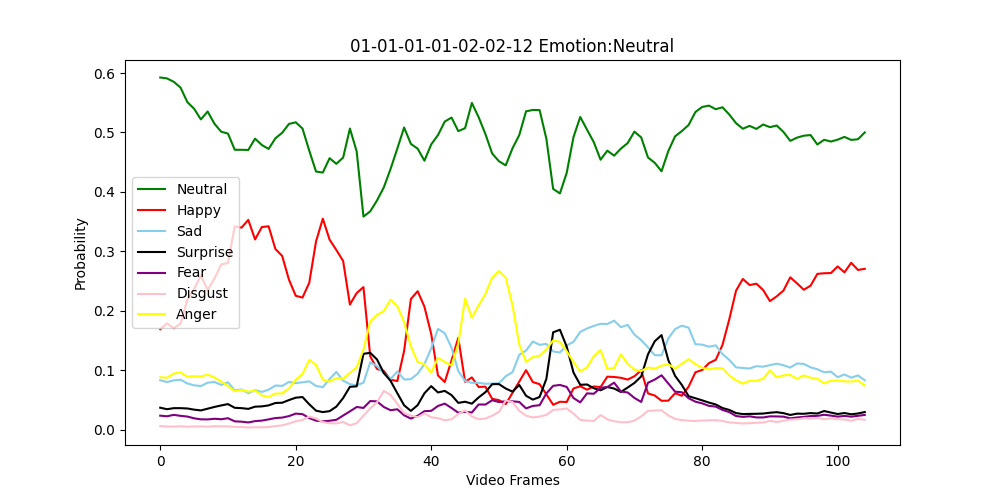 01-01-01-01-02-02-12 Emotion:Neutral
Probability
0.6
0.5
0.4
0.3
0.2
0.1
0.0
Neutral
Happy
Sad
Surprise
Fear
Disgust
Anger
0 20 40 60 80 100
Video Frames